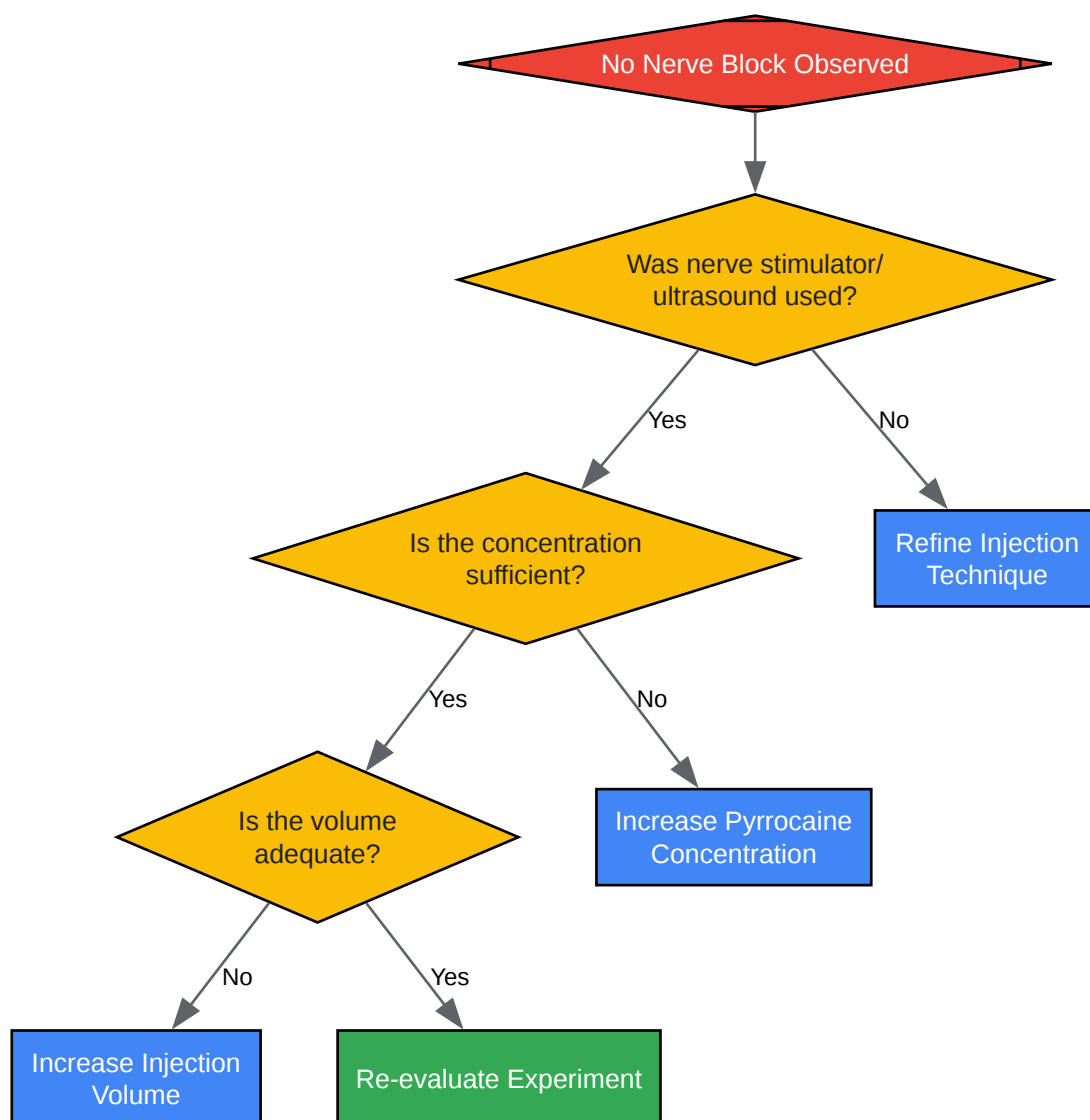 No Nerve Block Observed
Was nerve stimulator/
ultrasound used?
Yes
No
Is the concentration
sufficient?
Refine Injection
Technique
Yes
No
Is the volume
adequate?
Increase Pyrrocaine
Concentration
No
Yes
Increase Injection
Volume
Re-evaluate Experiment